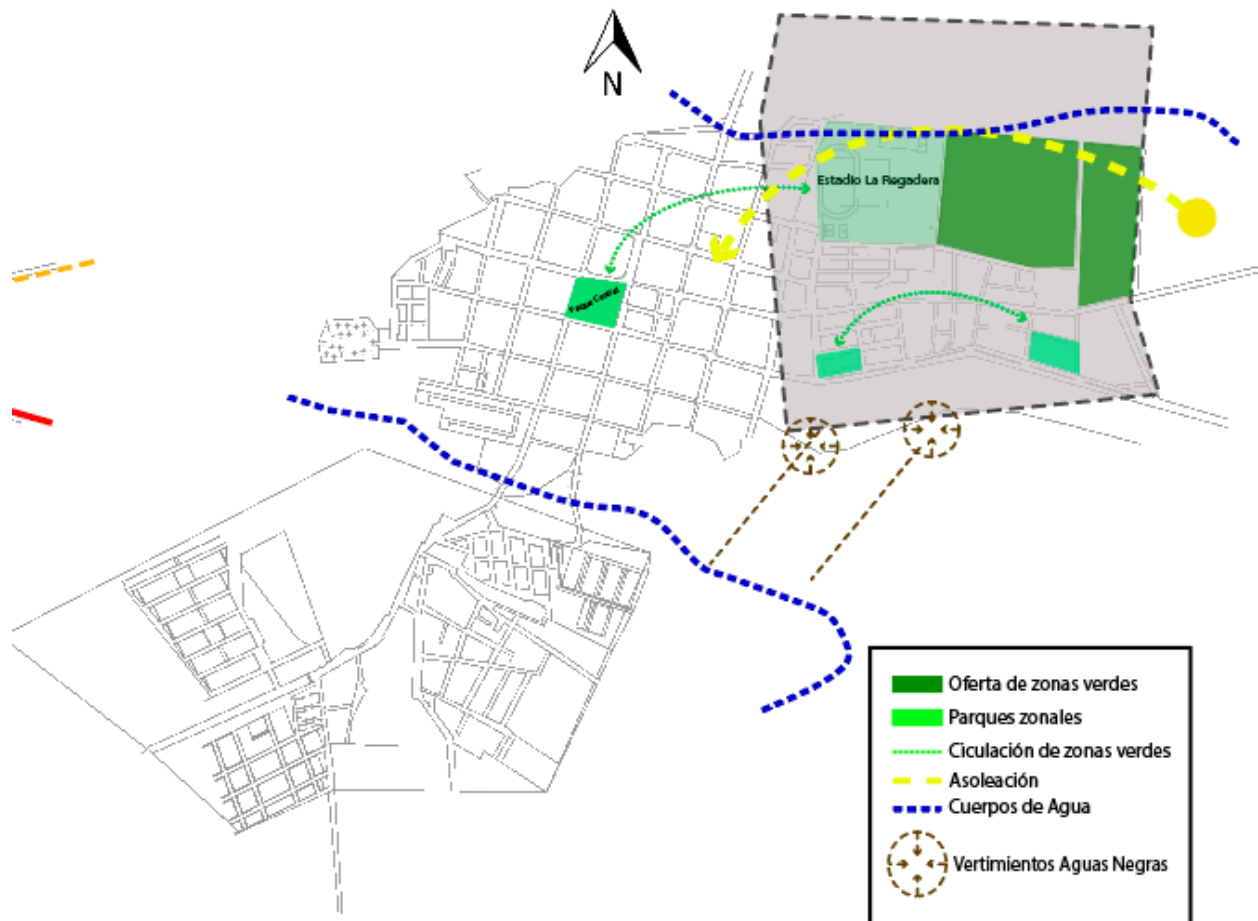 N
Estadio La Regadera
Paque Central
Oferta de zonas verdes
Parques zonales
Ciculación de zonas verdes
Asoleación
Cuerpos de Agua
Vertimientos Aguas Negras